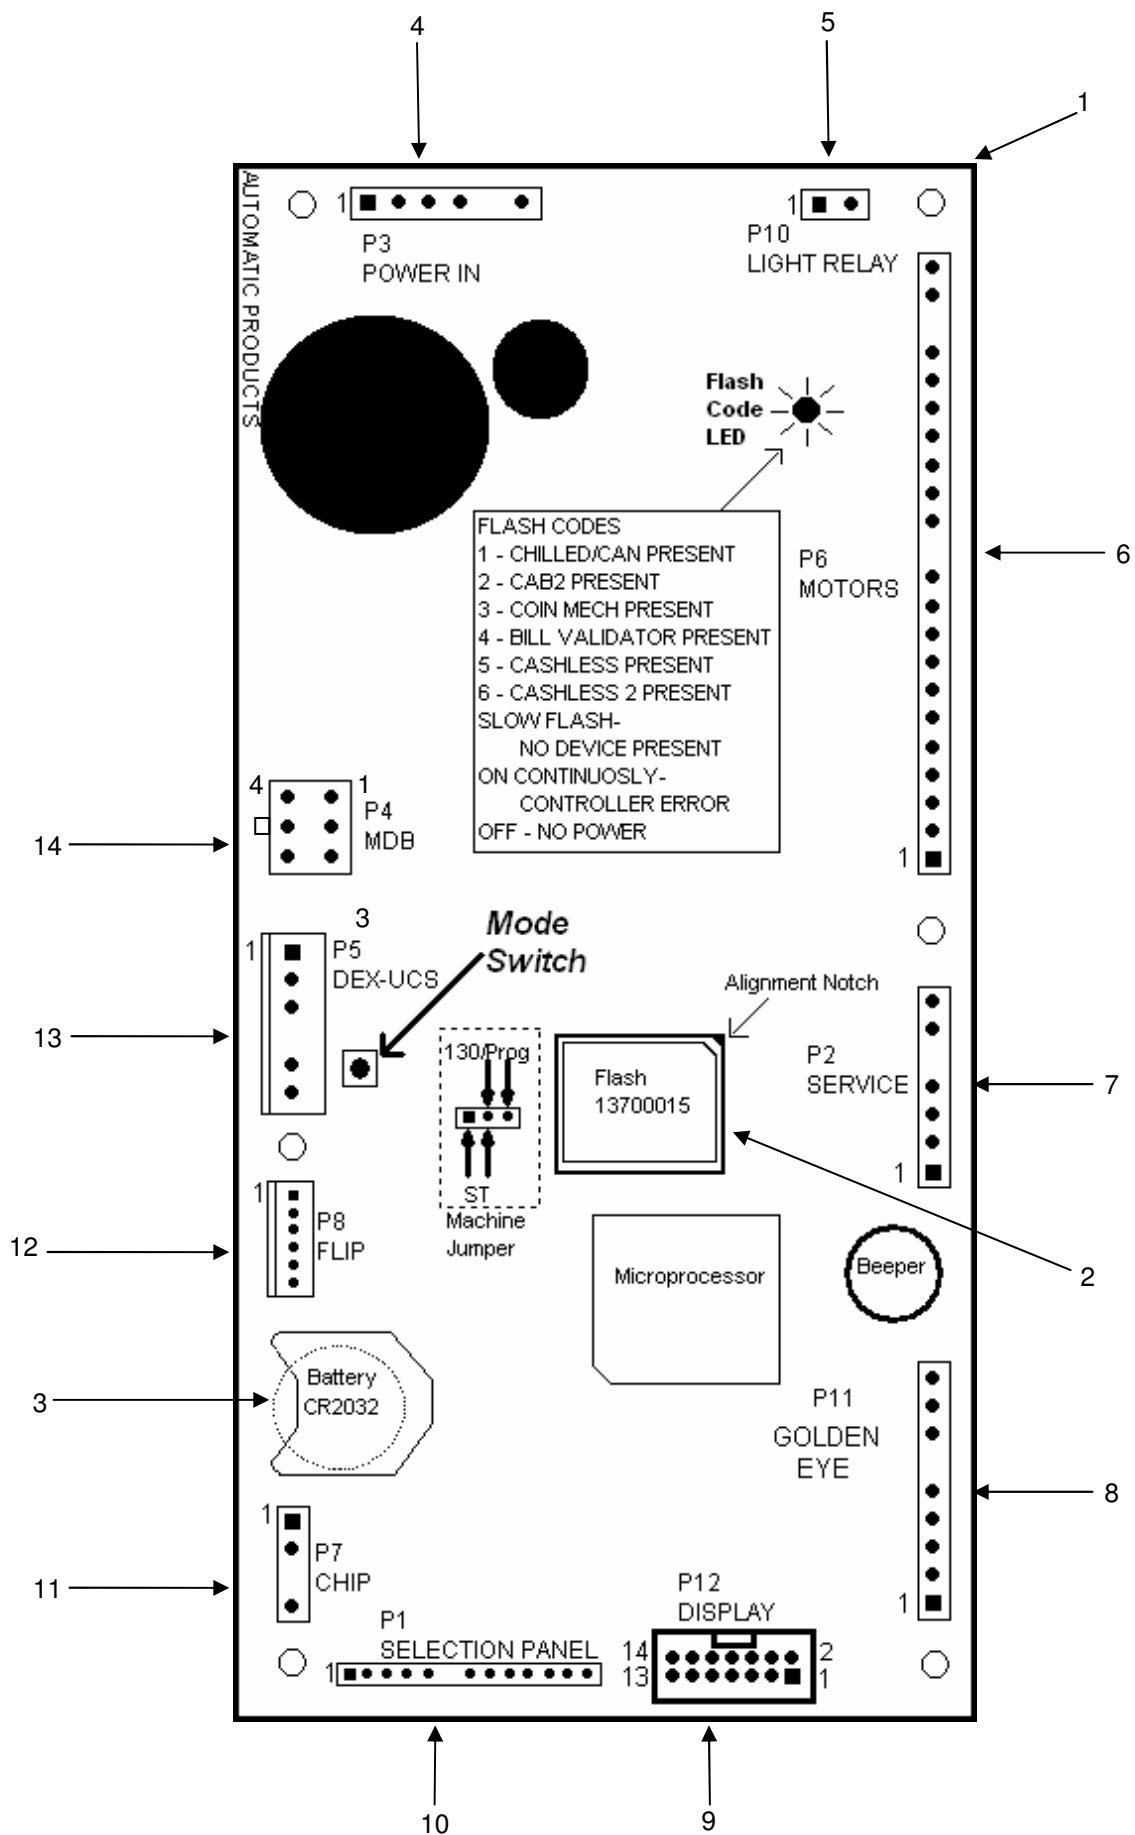 4
5
1
AUTOMATIC PRODUCTS
1
P3
POWER IN
1
P10
LIGHT RELAY
Flash
Code
LED
FLASH CODES
1 - CHILLED/CAN PRESENT
2 - CAB2 PRESENT
3 - COIN MECH PRESENT
4 - BILL VALIDATOR PRESENT
5 - CASHLESS PRESENT
6 - CASHLESS 2 PRESENT
SLOW FLASH-
NO DEVICE PRESENT
ON CONTINUOSLY-
CONTROLLER ERROR
OFF - NO POWER
P6
MOTORS
6
1
4
1
P4
MDB
14
3
1
P5
DEX-UCS
13
Mode
Switch
Alignment Notch
130/Prog
ST
Machine
Jumper
Flash
13700015
P2
SERVICE
7
1
1
P8
FLIP
12
Microprocessor
Beeper
2
Battery
CR2032
3
P11
GOLDEN
EYE
8
1
1
P7
CHIP
11
P1
SELECTION PANEL
1
P12
DISPLAY
14
2
13
1
10
9